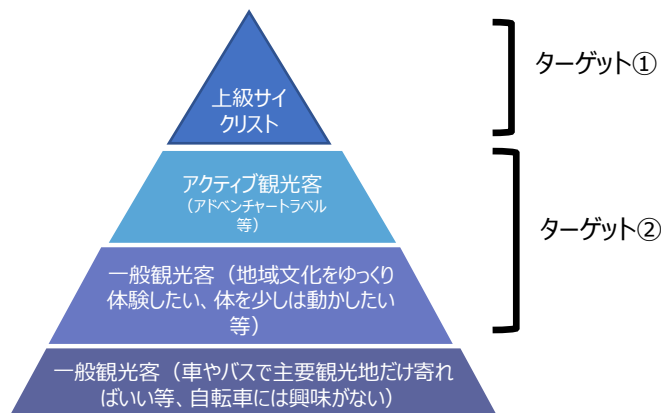 上級サイ
クリスト
ターゲット①
アクティブ観光客
（アドベンチャートラベル
等）
ターゲット②
一般観光客（地域文化をゆっくり
体験したい、体を少しは動かしたい
等）
一般観光客（車やバスで主要観光地だけ寄れ
ばいい等、自転車には興味がない）